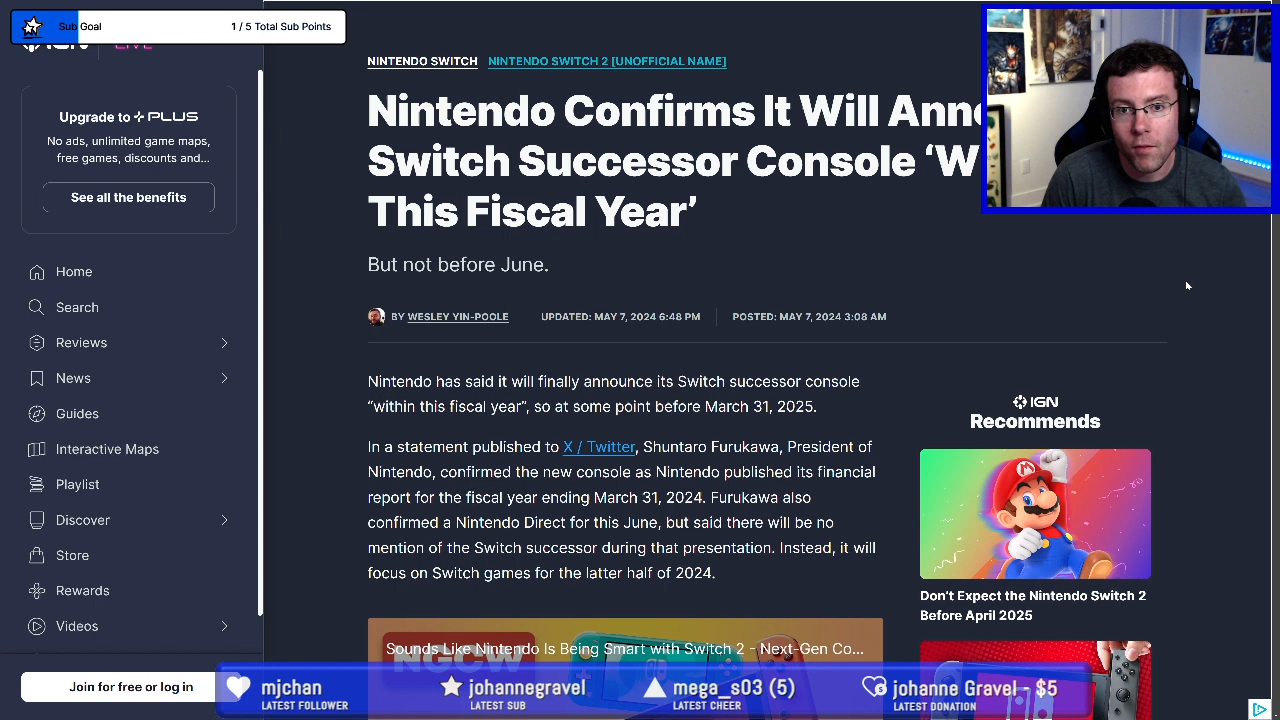 Sub Goal
1 / 5 Total Sub Points
Upgrade to PLUS
No ads, unlimited game maps,
free games, discounts and...
See all the benefits
Home
Search
Reviews
News
Guides
Interactive Maps
Playlist
Discover
Store
Rewards
Videos
Join for free or log in
NINTENDO SWITCH
NINTENDO SWITCH 2 [UNOFFICIAL NAME]
Nintendo Confirms It Will Ann
Switch Successor Console ‘W
This Fiscal Year’
But not before June.
BY WESLEY YIN-POOLE
UPDATED: MAY 7, 2024 6:48 PM
POSTED: MAY 7, 2024 3:08 AM
Nintendo has said it will finally announce its Switch successor console
“within this fiscal year”, so at some point before March 31, 2025.
In a statement published to X / Twitter, Shuntaro Furukawa, President of
Nintendo, confirmed the new console as Nintendo published its financial
report for the fiscal year ending March 31, 2024. Furukawa also
confirmed a Nintendo Direct for this June, but said there will be no
mention of the Switch successor during that presentation. Instead, it will
focus on Switch games for the latter half of 2024.
Sounds Like Nintendo Is Being Smart with Switch 2 - Next-Gen Co...
IGN
Recommends
Don’t Expect the Nintendo Switch 2
Before April 2025
mjchan
LATEST FOLLOWER
johannegravel
LATEST SUB
mega_s03 (5)
LATEST CHEER
johanne Gravel - $5
LATEST DONATION